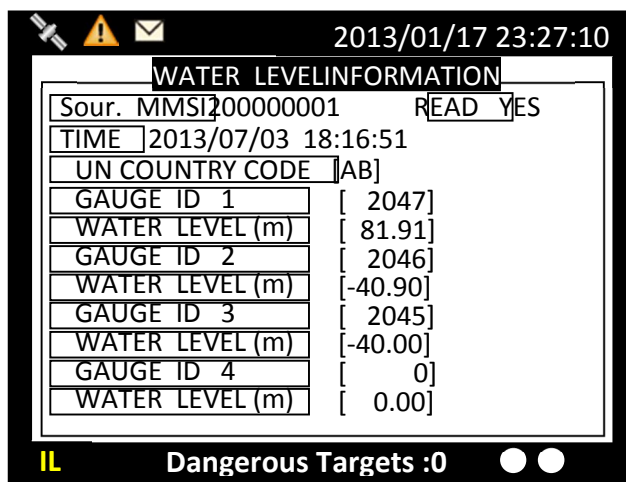 2013/01/17 23:27:10
WATER LEVELINFORMATION
Sour. MMSI200000001 READ YES
TIME 2013/07/03 18:16:51
UN COUNTRY CODE [AB]
GAUGE ID 1 [ 2047]
WATER LEVEL (m) [ 81.91]
GAUGE ID 2 [ 2046]
WATER LEVEL (m) [-40.90]
GAUGE ID 3 [ 2045]
WATER LEVEL (m) [-40.00]
GAUGE ID 4 [ 0]
WATER LEVEL (m) [ 0.00]
IL Dangerous Targets :0